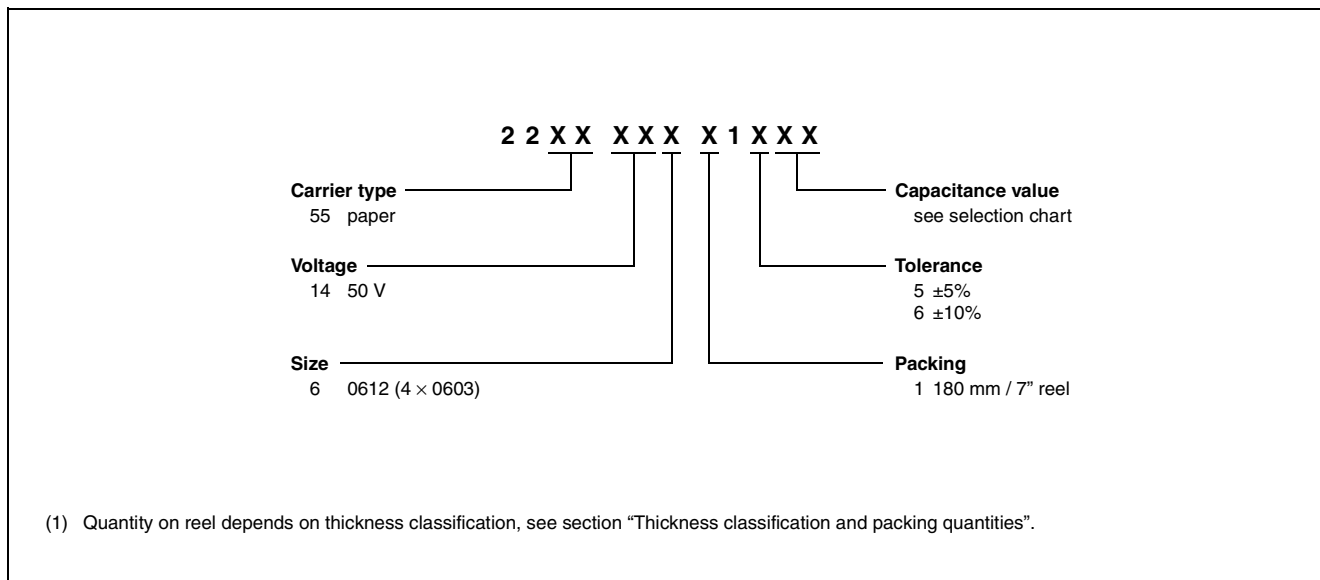 2 2 X X X X X X 1 X X X
Carrier type
55 paper
Voltage
14 50 V
Size
6 0612 (4 × 0603)
Capacitance value
see selection chart
Tolerance
5 ±5%
6 ±10%
Packing
1 180 mm / 7” reel
(1) Quantity on reel depends on thickness classification, see section “Thickness classification and packing quantities”.